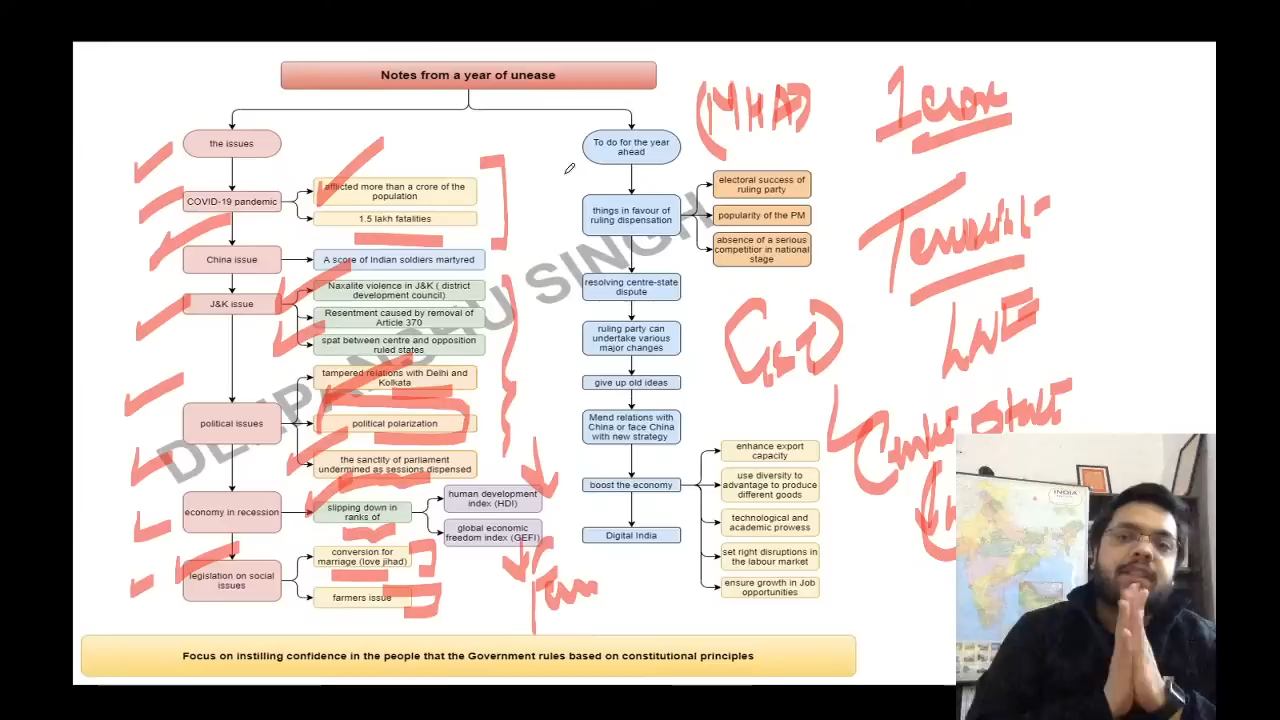 Notes from a year of unease
the issues
COVID-19 pandemic
afflicted more than a crore of the
population
1.5 lakh fatalities
China issue
A score of Indian soldiers martyred
J&K issue
Naxalite violence in J&K ( district
development council)
Resentment caused by removal of
Article 370
spat between centre and opposition
ruled states
political issues
tampered relations with Delhi and
Kolkata
political polarization
the sanctity of parliament
undermined as sessions dispensed
economy in recession
slipping down in
ranks of
human development
index (HDI)
global economic
freedom index (GEFI)
legislation on social
issues
conversion for
marriage (love jihad)
farmers issue
To do for the year
ahead
things in favour of
ruling dispensation
electoral success of
ruling party
popularity of the PM
absence of a serious
competitior in national
stage
resolving centre-state
dispute
ruling party can
undertake various
major changes
give up old ideas
Mend relations with
China or face China
with new strategy
boost the economy
enhance export
capacity
use diversity to
advantage to produce
different goods
technological and
academic prowess
set right disruptions in
the labour market
ensure growth in Job
opportunities
Digital India
Focus on instilling confidence in the people that the Government rules based on constitutional principles
DEEPANSHU SINGH
(MHA)
1 crore
LWE
INDIA